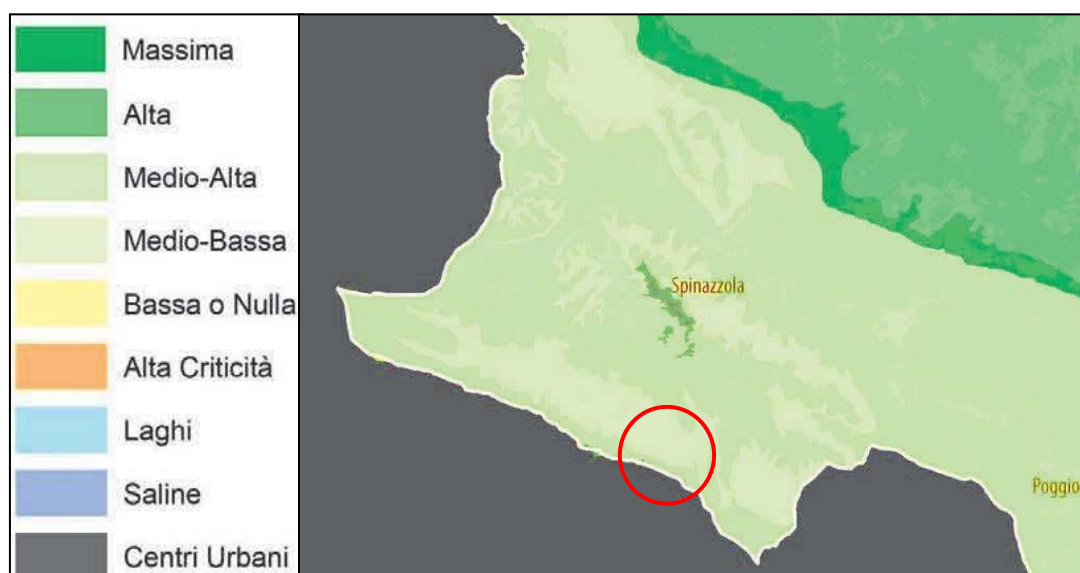 Massima
Alta
Medio-Alta
Medio-Bassa
Bassa o Nulla
Alta Criticità
Laghi
Saline
Centri Urbani
Spinazzola
Poggio